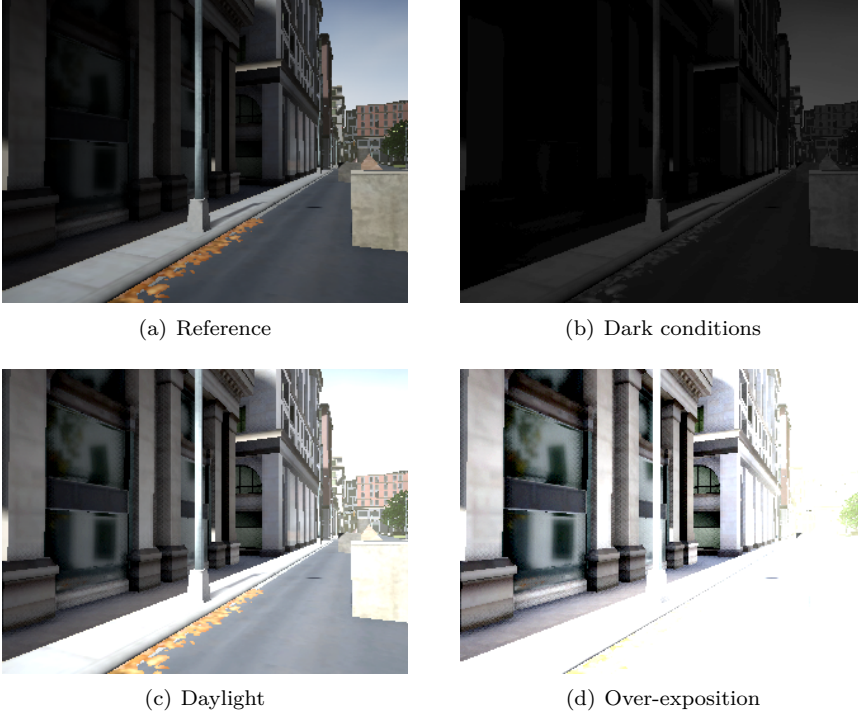 (a) Reference
(b) Dark conditions
(c) Daylight
(d) Over-exposition